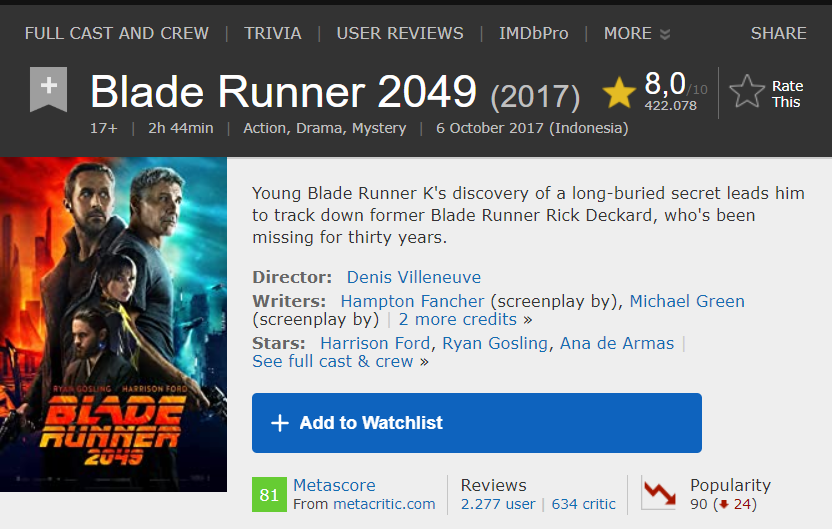 FULL CAST AND CREW | TRIVIA | USER REVIEWS | IMDbPro | MORE SHARE
Blade Runner 2049 (2017) 8,0/10 Rate
422.078 This
17+ | 2h 44min | Action, Drama, Mystery | 6 October 2017 (Indonesia)
Young Blade Runner K's discovery of a long-buried secret leads him
to track down former Blade Runner Rick Deckard, who's been
missing for thirty years.
Director: Denis Villeneuve
Writers: Hampton Fancher (screenplay by), Michael Green
(screenplay by) | 2 more credits »
Stars: Harrison Ford, Ryan Gosling, Ana de Armas |
See full cast & crew »
RYAN GOSLING / HARRISON FORD
BLADE
RUNNER
2049
+ Add to Watchlist
81 Metascore
From metacritic.com
Reviews
2.277 user | 634 critic
Popularity
90 (24)